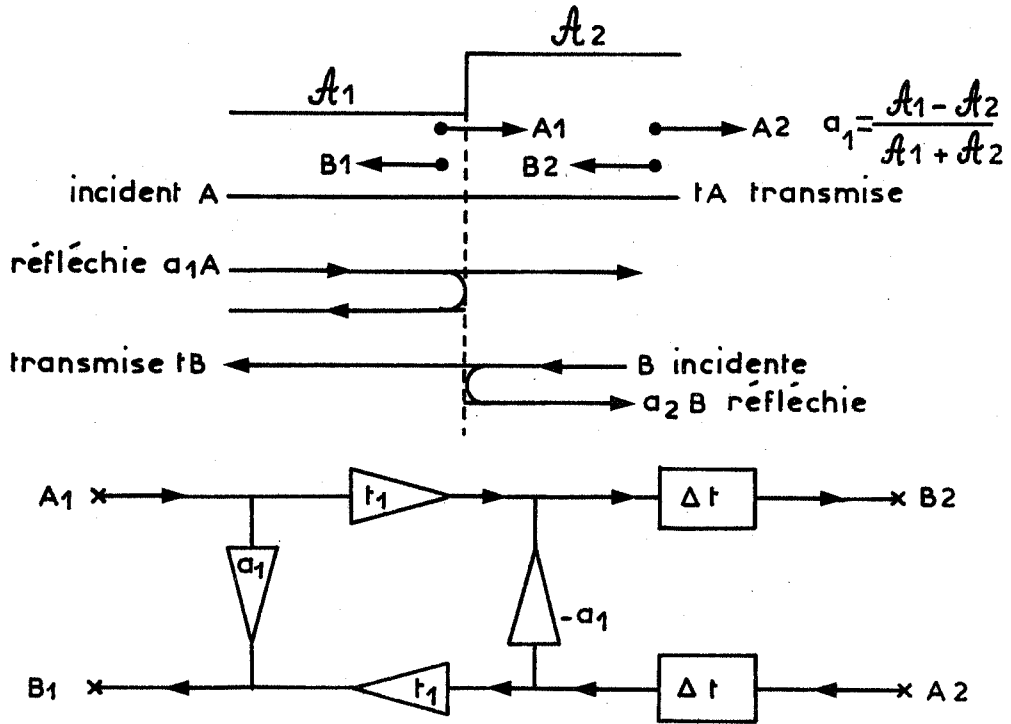 𝒜2
𝒜1
A1
A2
a1 = 𝒜1 - 𝒜2 / 𝒜1 + 𝒜2
B1
B2
incident A
tA transmise
réfléchie a1A
transmise tB
B incidente
a2 B réfléchie
A1
t1
Δt
B2
a1
-a1
B1
t1
Δt
A2